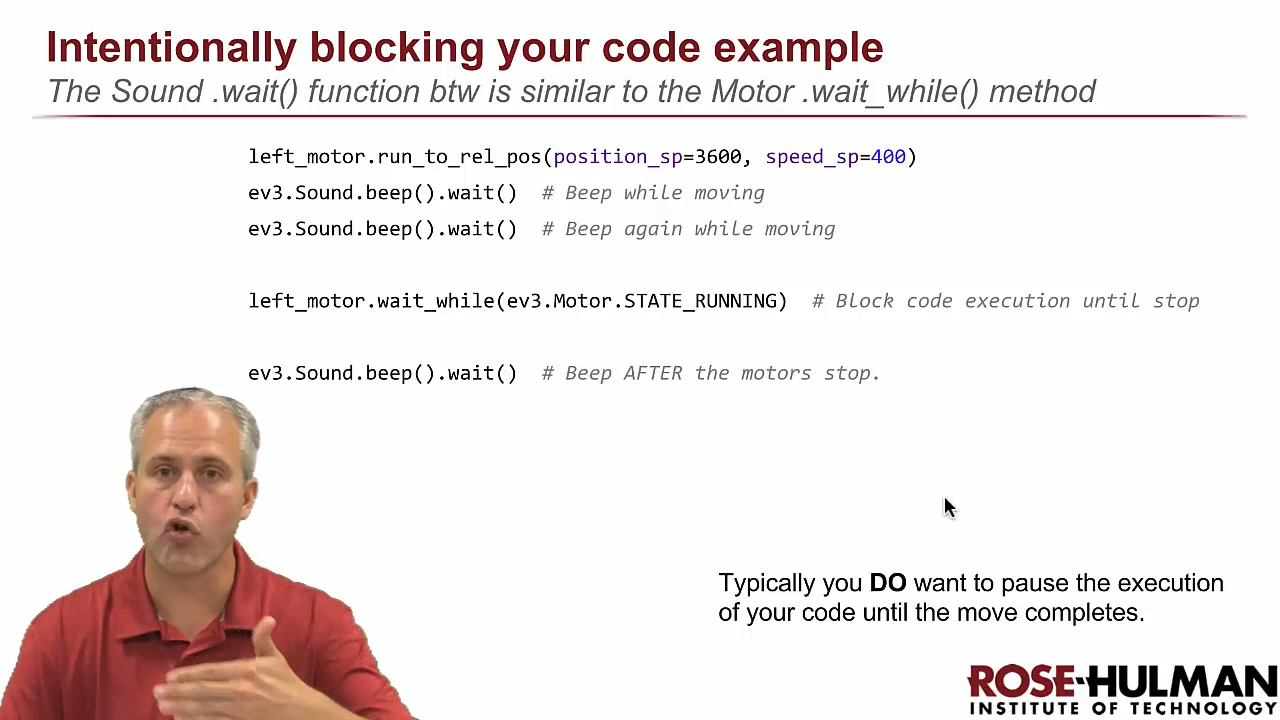 Intentionally blocking your code example
The Sound .wait() function btw is similar to the Motor .wait_while() method
left_motor.run_to_rel_pos(position_sp=3600, speed_sp=400)
ev3.Sound.beep().wait()  # Beep while moving
ev3.Sound.beep().wait()  # Beep again while moving
left_motor.wait_while(ev3.Motor.STATE_RUNNING)  # Block code execution until stop
ev3.Sound.beep().wait()  # Beep AFTER the motors stop.
Typically you DO want to pause the execution
of your code until the move completes.
ROSE-HULMAN
INSTITUTE OF TECHNOLOGY